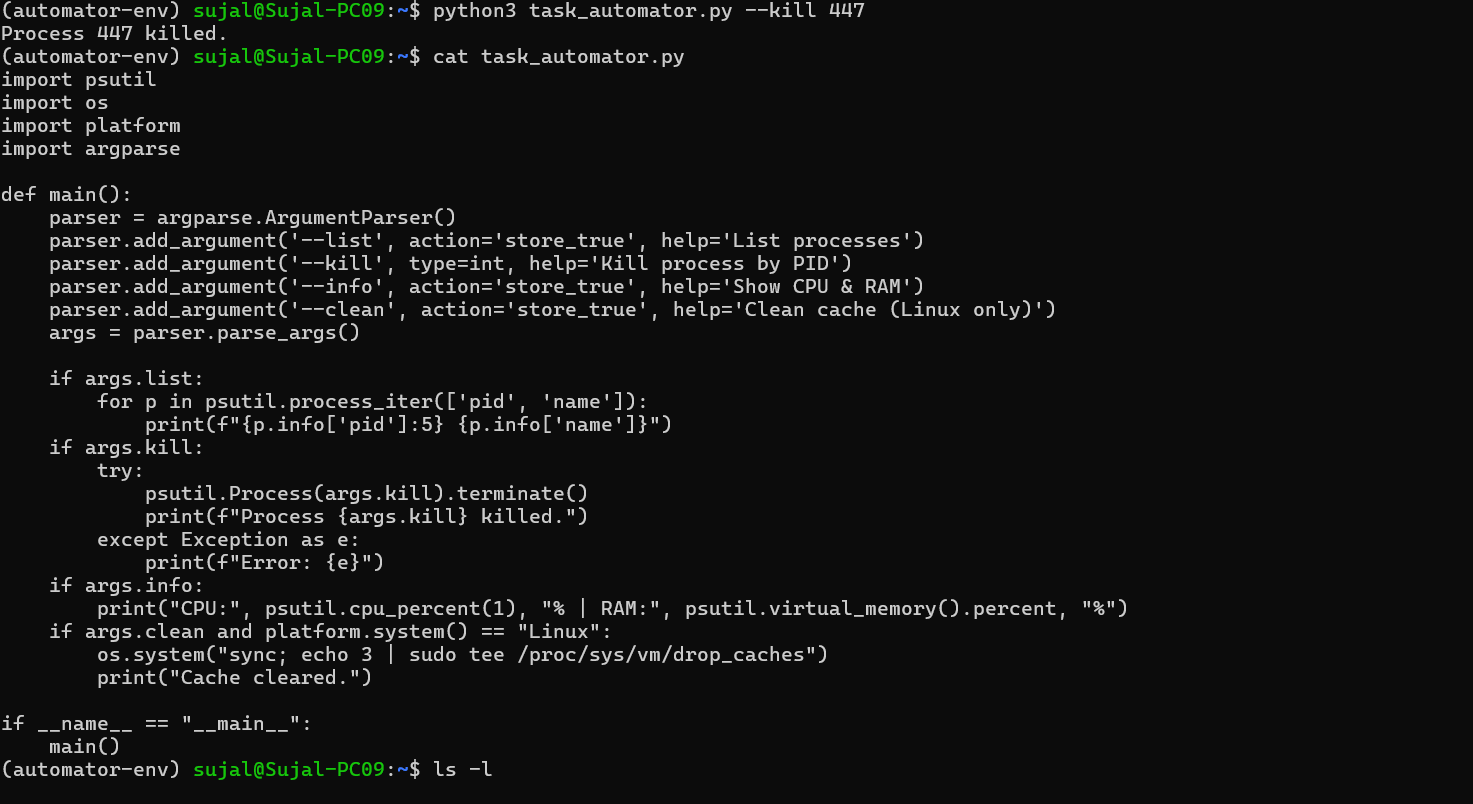 (automator-env) sujal@Sujal-PC09:~$ python3 task_automator.py --kill 447
Process 447 killed.
(automator-env) sujal@Sujal-PC09:~$ cat task_automator.py
import psutil
import os
import platform
import argparse

def main():
    parser = argparse.ArgumentParser()
    parser.add_argument('--list', action='store_true', help='List processes')
    parser.add_argument('--kill', type=int, help='Kill process by PID')
    parser.add_argument('--info', action='store_true', help='Show CPU & RAM')
    parser.add_argument('--clean', action='store_true', help='Clean cache (Linux only)')
    args = parser.parse_args()

    if args.list:
        for p in psutil.process_iter(['pid', 'name']):
            print(f"{p.info['pid']:5} {p.info['name']}")
    if args.kill:
        try:
            psutil.Process(args.kill).terminate()
            print(f"Process {args.kill} killed.")
        except Exception as e:
            print(f"Error: {e}")
    if args.info:
        print("CPU:", psutil.cpu_percent(1), "% | RAM:", psutil.virtual_memory().percent, "%")
    if args.clean and platform.system() == "Linux":
        os.system("sync; echo 3 | sudo tee /proc/sys/vm/drop_caches")
        print("Cache cleared.")

if __name__ == "__main__":
    main()
(automator-env) sujal@Sujal-PC09:~$ ls -l